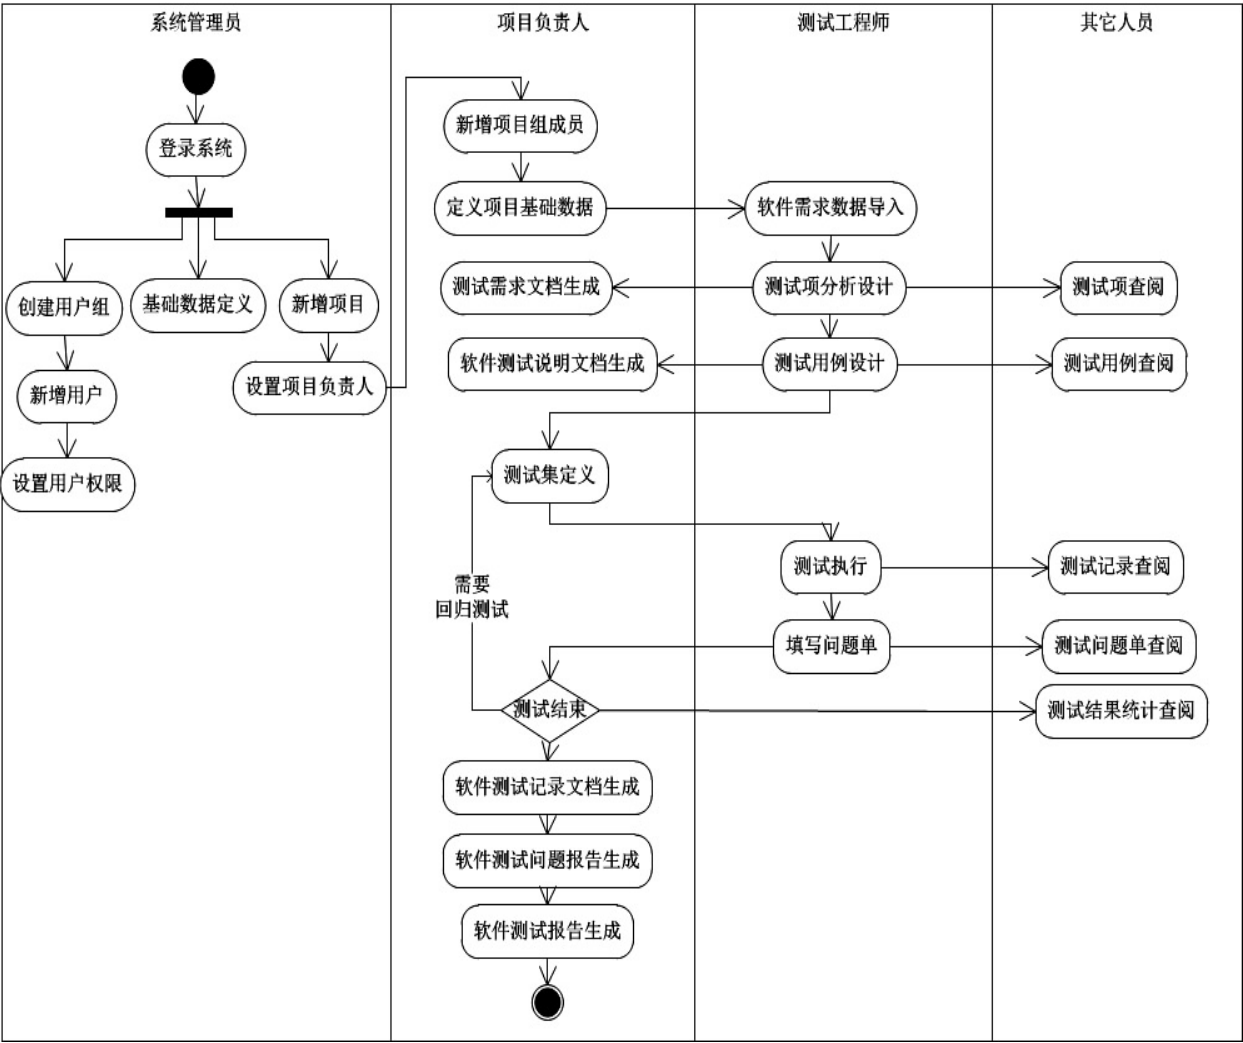 系统管理员
项目负责人
测试工程师
其它人员
新增项目组成员
登录系统
定义项目基础数据
软件需求数据导入
创建用户组
基础数据定义
新增项目
测试需求文档生成
测试项分析设计
测试项查阅
新增用户
设置项目负责人
软件测试说明文档生成
测试用例设计
测试用例查阅
设置用户权限
测试集定义
测试执行
测试记录查阅
需要
回归测试
填写问题单
测试问题单查阅
测试结束
测试结果统计查阅
软件测试记录文档生成
软件测试问题报告生成
软件测试报告生成